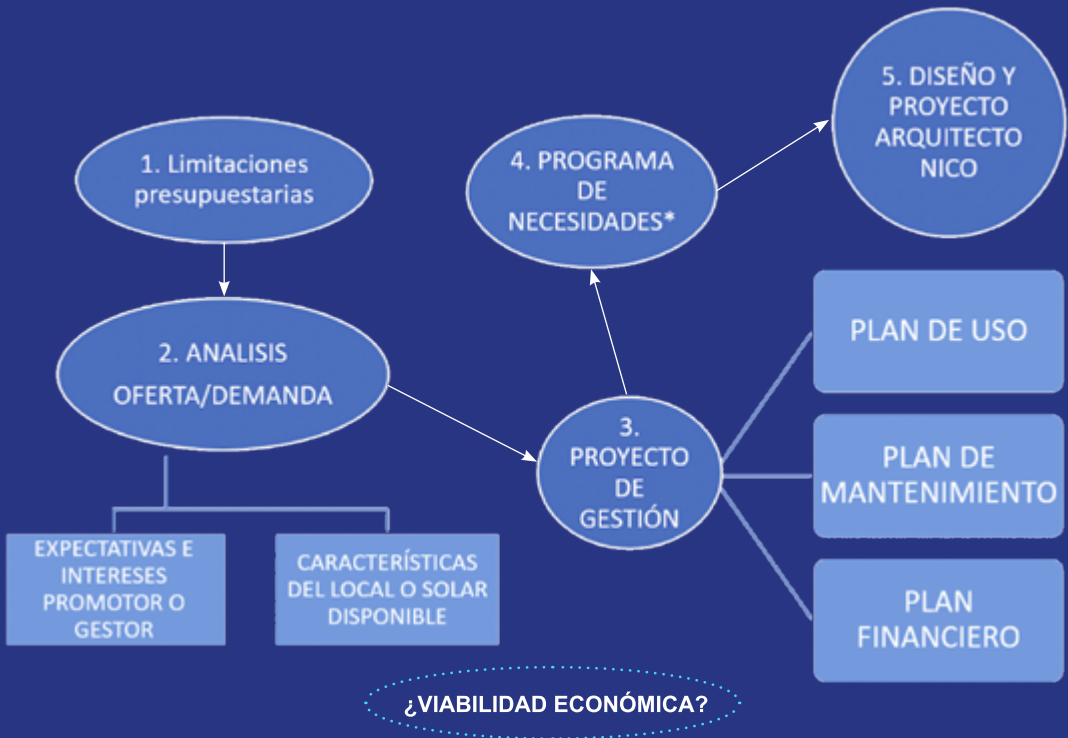 1. Limitaciones
presupuestarias
2. ANALISIS
OFERTA/DEMANDA
EXPECTATIVAS E
INTERESES
PROMOTOR O
GESTOR
CARACTERÍSTICAS
DEL LOCAL O SOLAR
DISPONIBLE
3.
PROYECTO
DE
GESTIÓN
PLAN DE USO
PLAN DE
MANTENIMIENTO
PLAN
FINANCIERO
4. PROGRAMA
DE
NECESIDADES*
5. DISEÑO Y
PROYECTO
ARQUITECTO
NICO
¿VIABILIDAD ECONÓMICA?